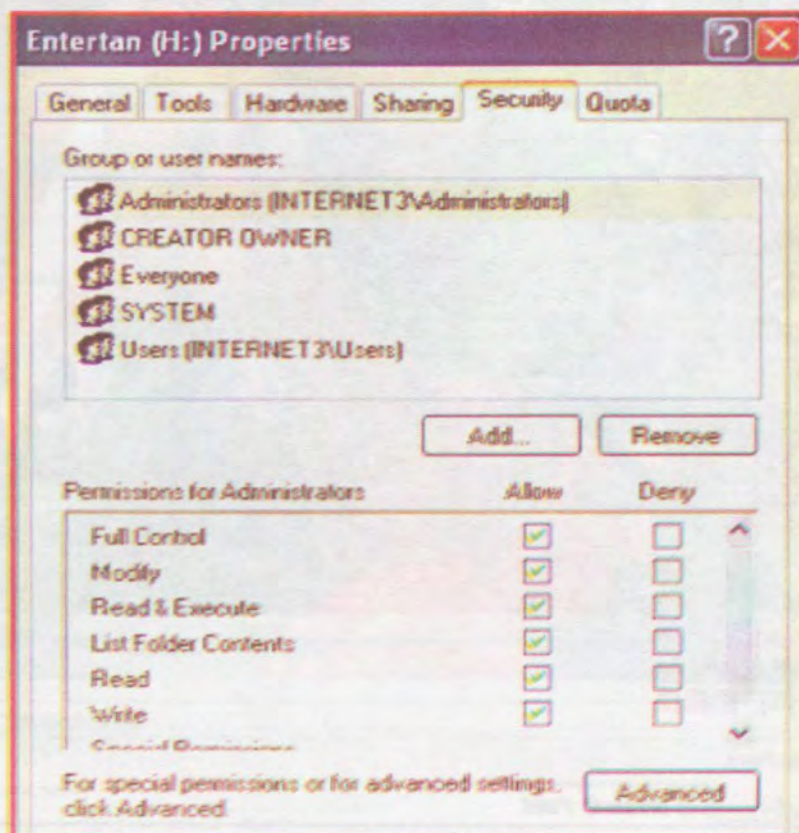 Entertan (H:) Properties
General Tools Hardware Sharing Security Quota
Group or user names:
Administrators (INTERNET3\Administrators)
CREATOR OWNER
Everyone
SYSTEM
Users (INTERNET3\Users)
Add... Remove
Permissions for Administrators Allow Deny
Full Control
Modify
Read & Execute
List Folder Contents
Read
Write
Special Permissions
For special permissions or for advanced settings,
click Advanced.
Advanced